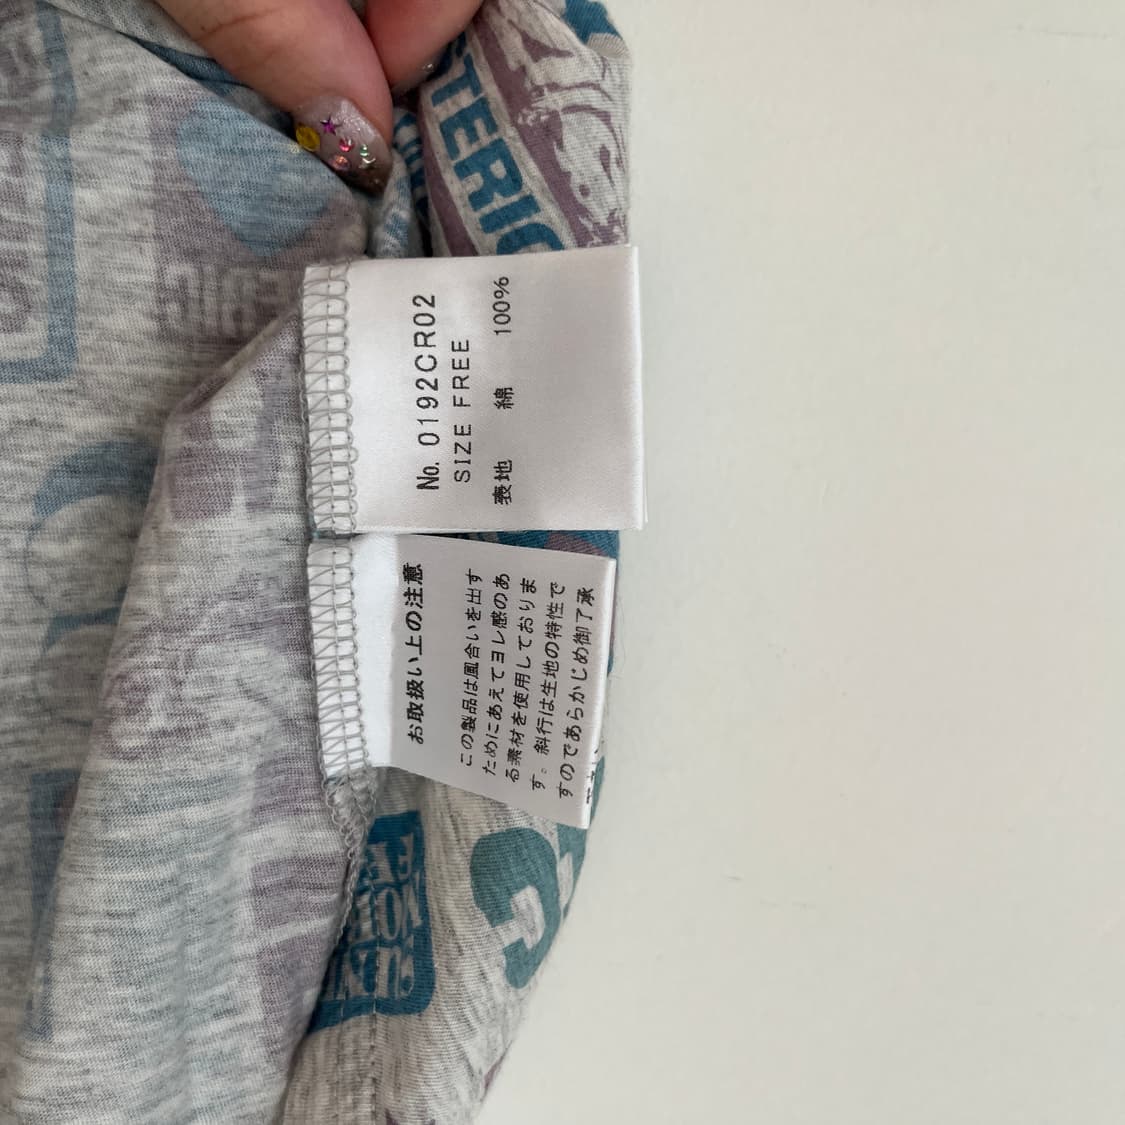 No. 0192CR02
SIZE FREE
表地 綿 100%
お取扱い上の注意
この製品は風合いを出す
ためにあえてヨレ感のあ
る素材を使用しておりま
す。斜行は生地の特性で
すのであらかじめ御了承
TERIO